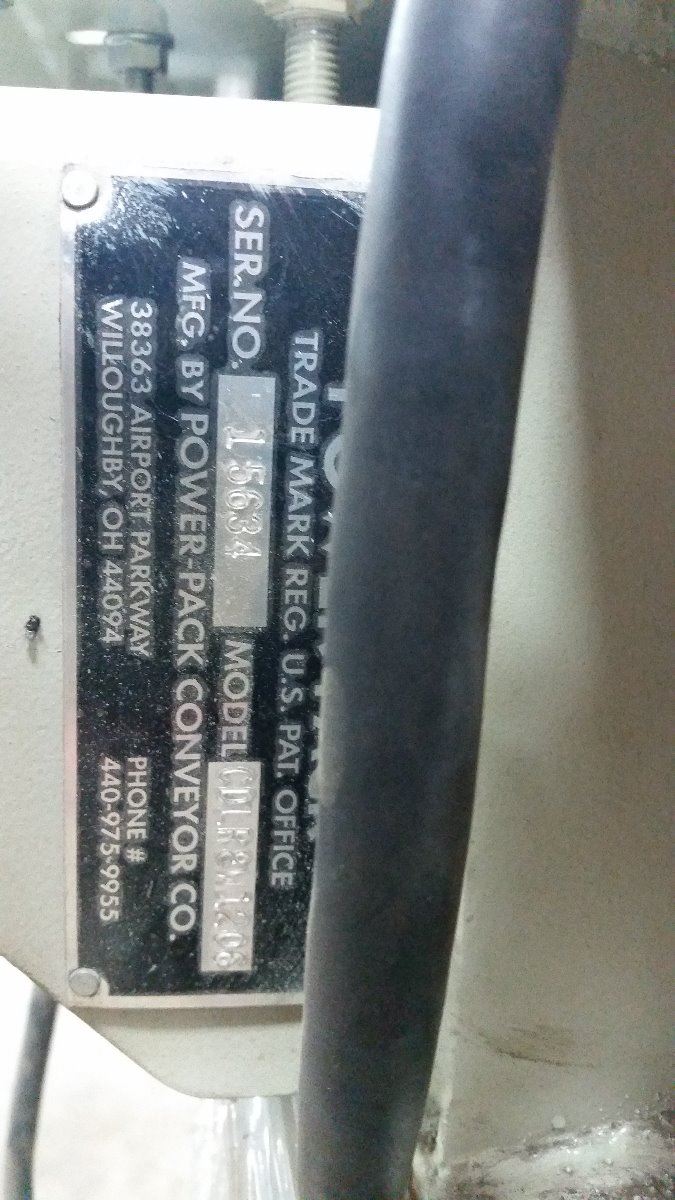 TRADE MARK REG. U.S. PAT. OFFICE
SER. NO. 15634 MODEL
MFG. BY POWER-PACK CONVEYOR CO.
38363 AIRPORT PARKWAY PHONE #
WILLOUGHBY, OH 44094 440-975-9955